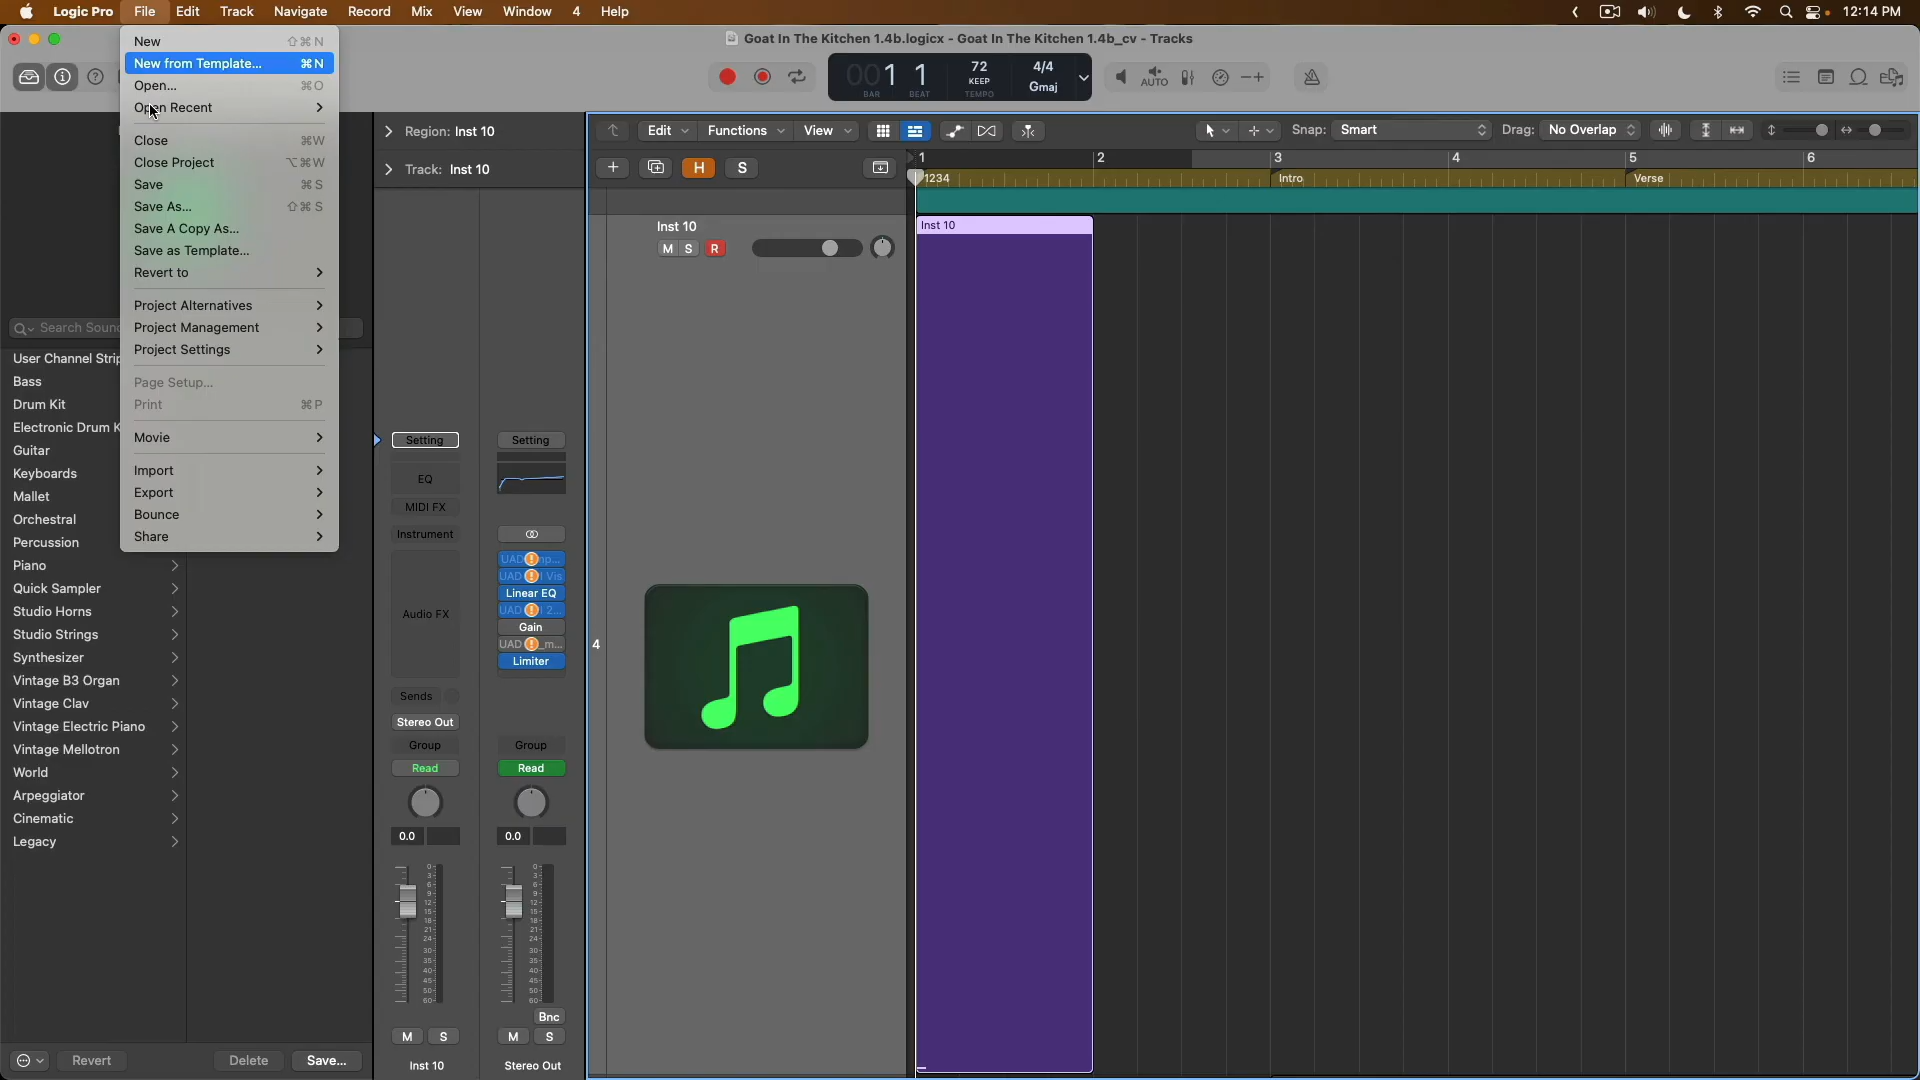 Logic Pro File Edit Track Navigate Record Mix View Window 4 Help 12:14 PM
Goat In The Kitchen 1.4b.logicx - Goat In The Kitchen 1.4b_cv - Tracks
New ⇧⌘N
New from Template... ⌘N
Open... ⌘O
Open Recent
Close ⌘W
Close Project ⌥⌘W
Save ⌘S
Save As... ⇧⌘S
Save A Copy As...
Save as Template...
Revert to
Project Alternatives
Project Management
Project Settings
Page Setup...
Print ⌘P
Movie
Import
Export
Bounce
Share
001 1
BAR BEAT
72
KEEP
TEMPO
4/4
Gmaj
AUTO
Search Soun
User Channel Strip
Bass
Drum Kit
Electronic Drum K
Guitar
Keyboards
Mallet
Orchestral
Percussion
Piano
Quick Sampler
Studio Horns
Studio Strings
Synthesizer
Vintage B3 Organ
Vintage Clav
Vintage Electric Piano
Vintage Mellotron
World
Arpeggiator
Cinematic
Legacy
Revert Delete Save...
Region: Inst 10
Track: Inst 10
Setting
EQ
MIDI FX
Instrument
Audio FX
Sends
Stereo Out
Group
Read
0.0
M S
Inst 10
Setting
Linear EQ
Gain
Limiter
Group
Read
0.0
Bnc
M S
Stereo Out
Edit Functions View Snap: Smart Drag: No Overlap
H S
1 2 3 4 5 6
1234 Intro Verse
Inst 10
M S R
4
Inst 10